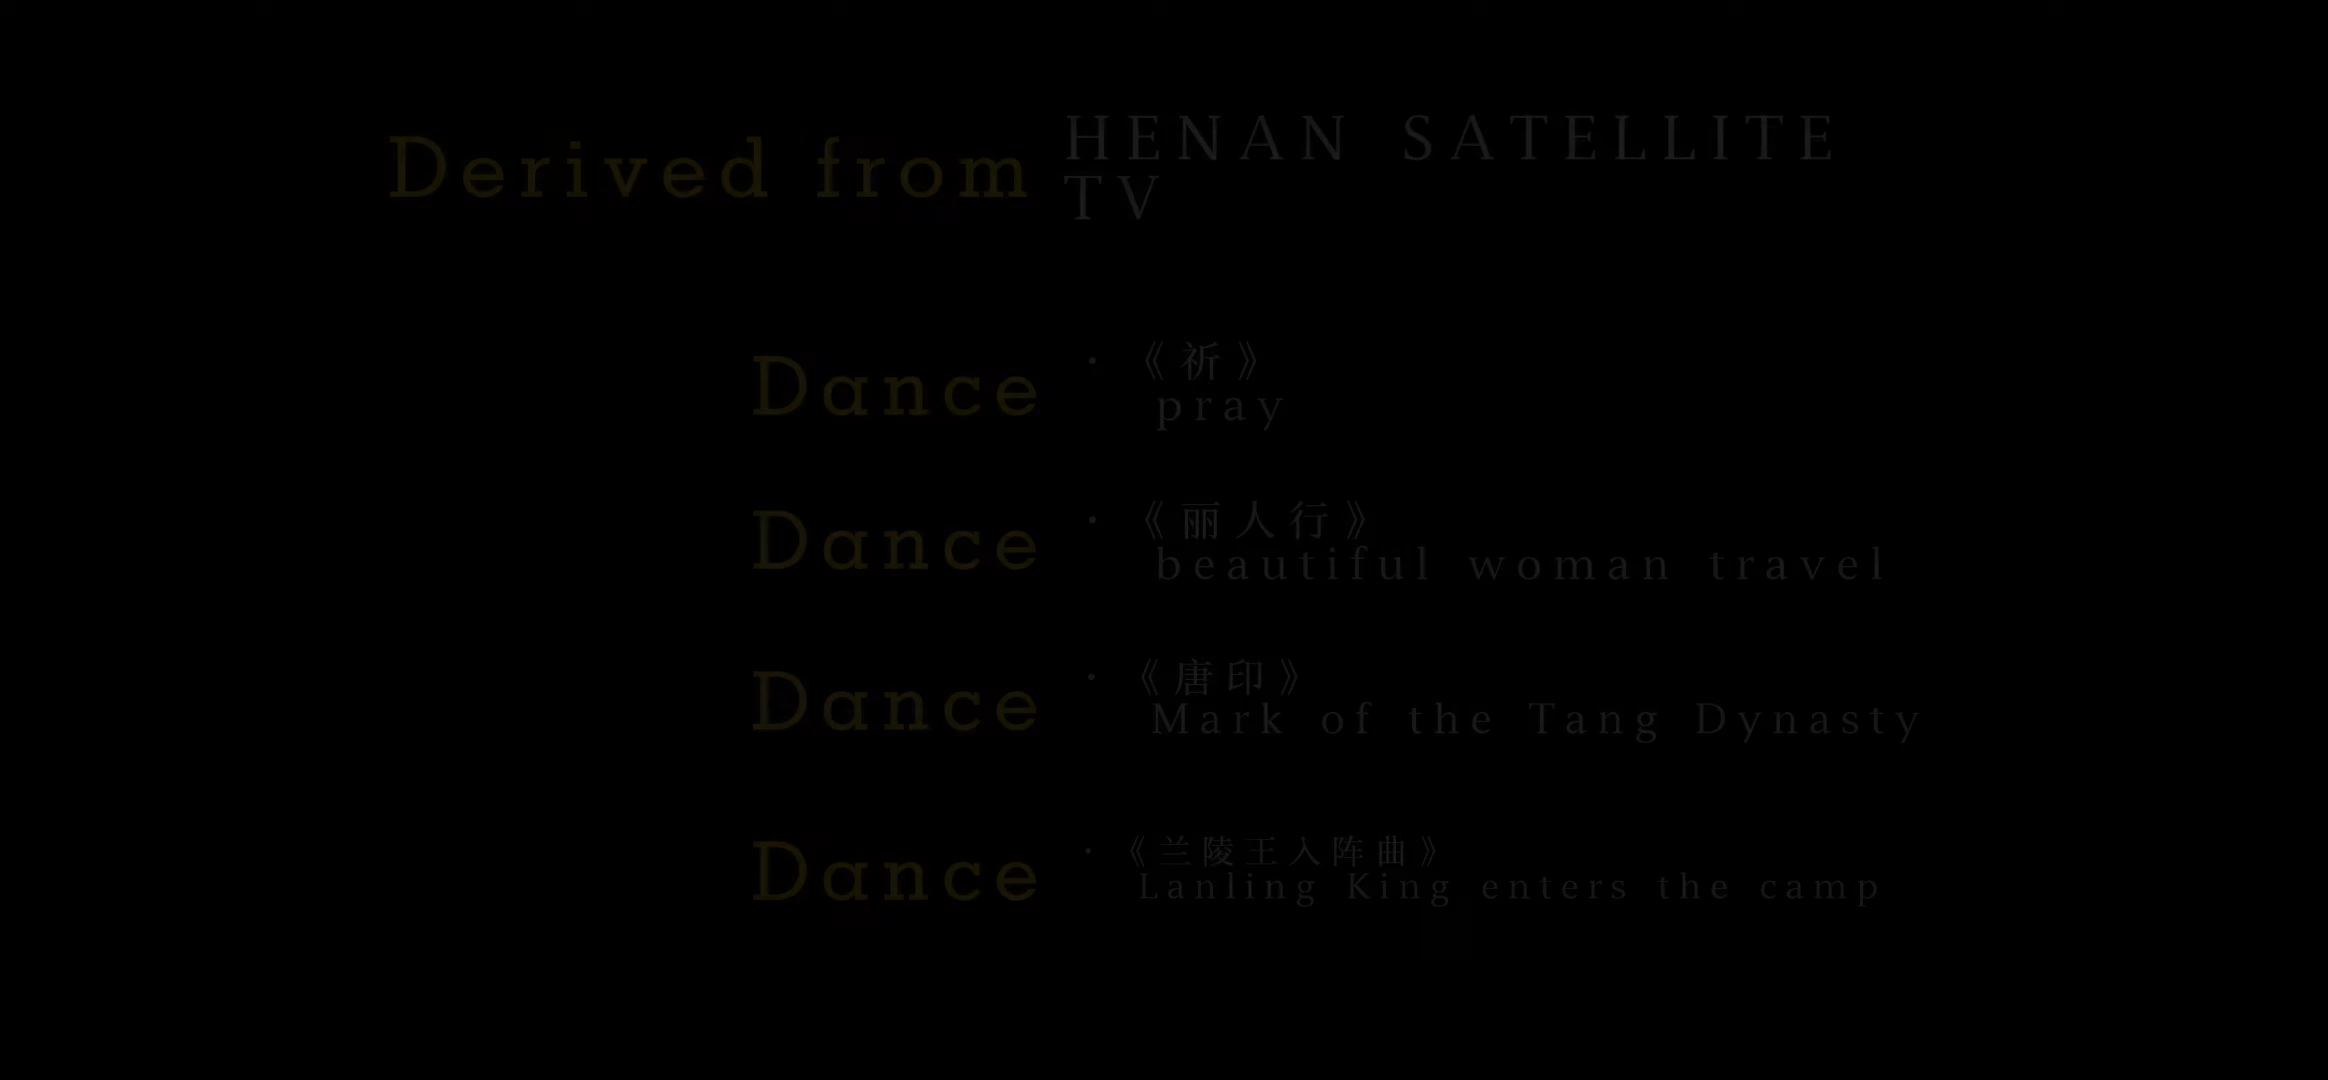 Derived from HENAN SATELLITE
TV
Dance · 《祈》
pray
Dance · 《丽人行》
beautiful woman travel
Dance · 《唐印》
Mark of the Tang Dynasty
Dance · 《兰陵王入阵曲》
Lanling King enters the camp